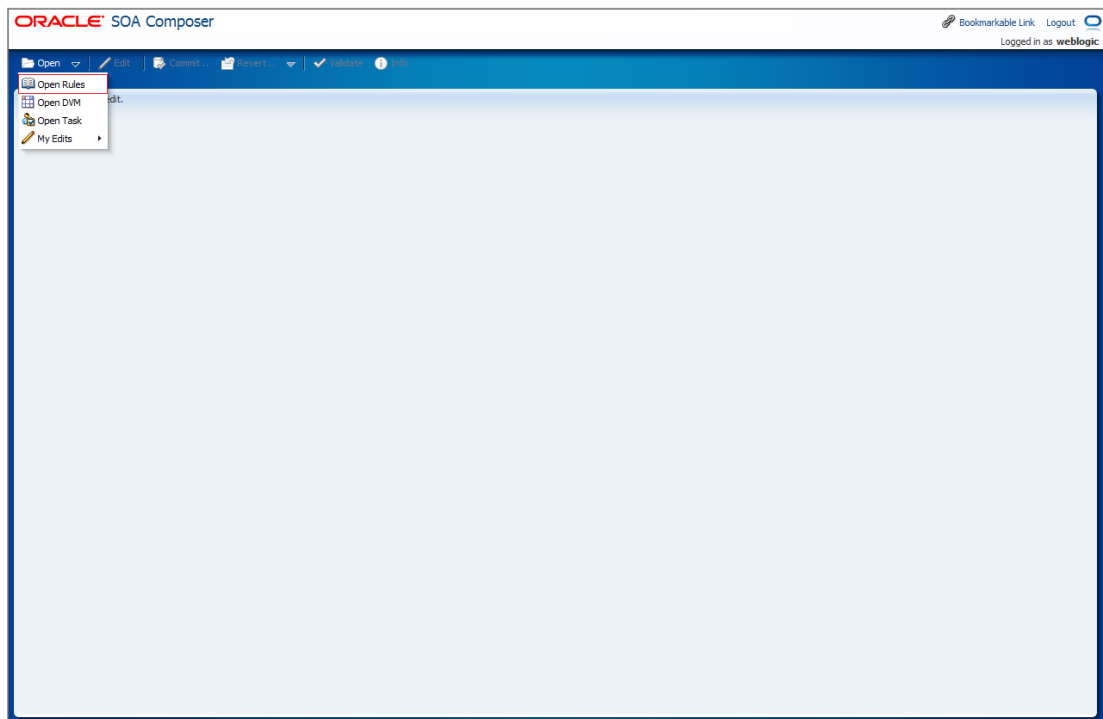 ORACLE SOA Composer
Bookmarkable Link Logout
Logged in as weblogic
Open Edit Commit .. Revert .. Validate Info
Open Rules
edit.
Open DVM
Open Task
My Edits